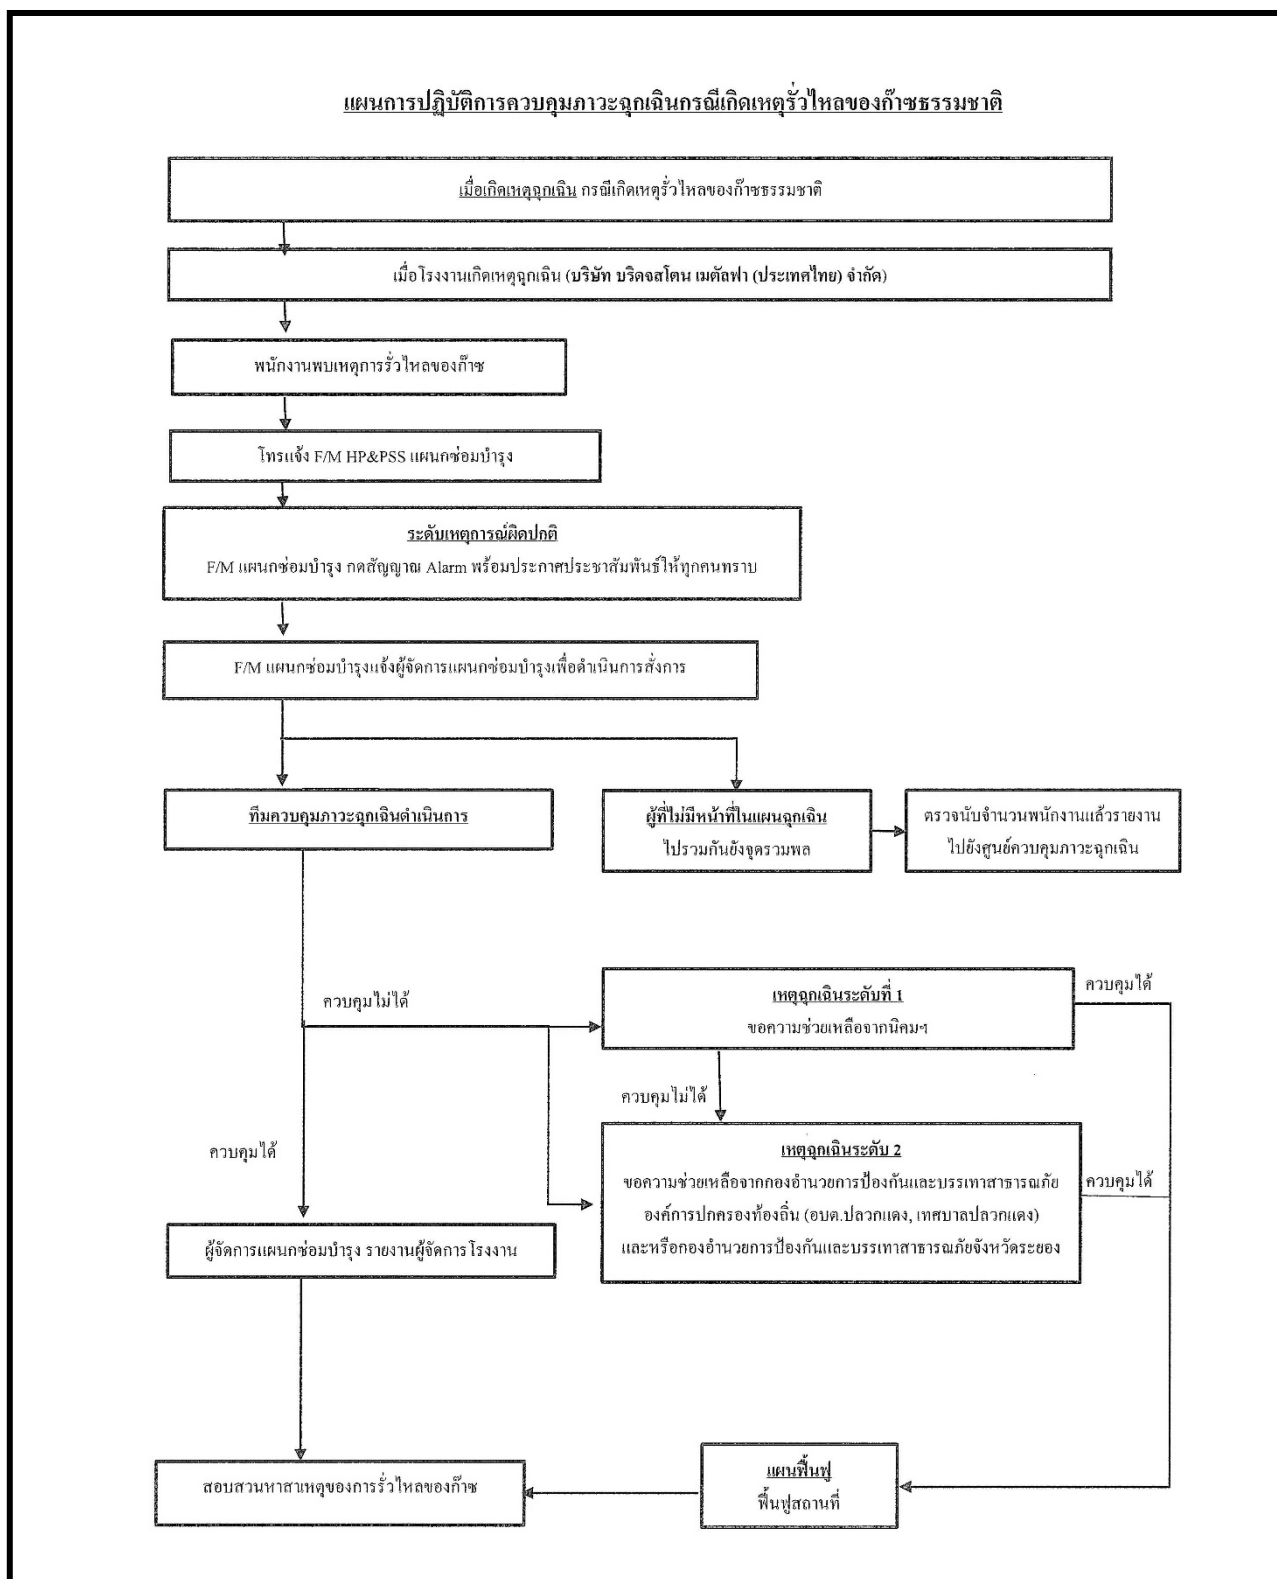 แผนการปฏิบัติการควบคุมภาวะฉุกเฉินกรณีเกิดเหตุรั่วไหลของก๊าซธรรมชาติ
เมื่อเกิดเหตุฉุกเฉิน กรณีเกิดเหตุรั่วไหลของก๊าซธรรมชาติ
เมื่อโรงงานเกิดเหตุฉุกเฉิน (บริษัท บริดจสโตน เมตัลฟา (ประเทศไทย) จำกัด)
พนักงานพบเหตุการรั่วไหลของก๊าซ
โทรแจ้ง F/M HP&PSS แผนกซ่อมบำรุง
ระดับเหตุการณ์ผิดปกติ
F/M แผนกซ่อมบำรุง กดสัญญาณ Alarm พร้อมประกาศประชาสัมพันธ์ให้ทุกคนทราบ
F/M แผนกซ่อมบำรุงแจ้งผู้จัดการแผนกซ่อมบำรุงเพื่อดำเนินการสั่งการ
ทีมควบคุมภาวะฉุกเฉินดำเนินการ
ผู้ที่ไม่มีหน้าที่ในแผนฉุกเฉิน
ไปรวมกันยังจุดรวมพล
ตรวจนับจำนวนพนักงานแล้วรายงาน
ไปยังศูนย์ควบคุมภาวะฉุกเฉิน
ควบคุมไม่ได้
เหตุฉุกเฉินระดับที่ 1
ขอความช่วยเหลือจากนิคมฯ
ควบคุมได้
ควบคุมไม่ได้
ควบคุมได้
เหตุฉุกเฉินระดับ 2
ขอความช่วยเหลือจากกองอำนวยการป้องกันและบรรเทาสาธารณภัย
องค์การปกครองท้องถิ่น (อบต.ปลวกแดง, เทศบาลปลวกแดง)
และหรือกองอำนวยการป้องกันและบรรเทาสาธารณภัยจังหวัดระยอง
ควบคุมได้
ผู้จัดการแผนกซ่อมบำรุง รายงานผู้จัดการโรงงาน
สอบสวนหาสาเหตุของการรั่วไหลของก๊าซ
แผนฟื้นฟู
ฟื้นฟูสถานที่